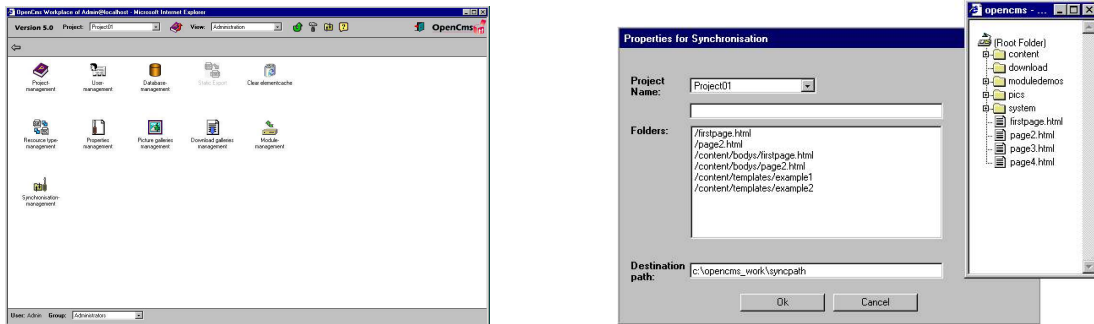 OpenCms Workplace of Admin@localhost - Microsoft Internet Explorer
Version 5.0 Project: Project01 View: Administration OpenCms
Project-
management
User-
management
Database-
management
Static Export
Clear elementcache
Resource type-
management
Properties
management
Picture galleries
management
Download galleries
management
Module-
management
Synchronisation-
management
User: Admin Group: Administrators
Properties for Synchronisation
Project
Name:
Project01
Folders:
/firstpage.html
/page2.html
/content/bodys/firstpage.html
/content/bodys/page2.html
/content/templates/example1
/content/templates/example2
Destination
path:
c:\opencms_work\syncpath
Ok Cancel
opencms - ...
(Root Folder)
content
download
moduledemos
pics
system
firstpage.html
page2.html
page3.html
page4.html